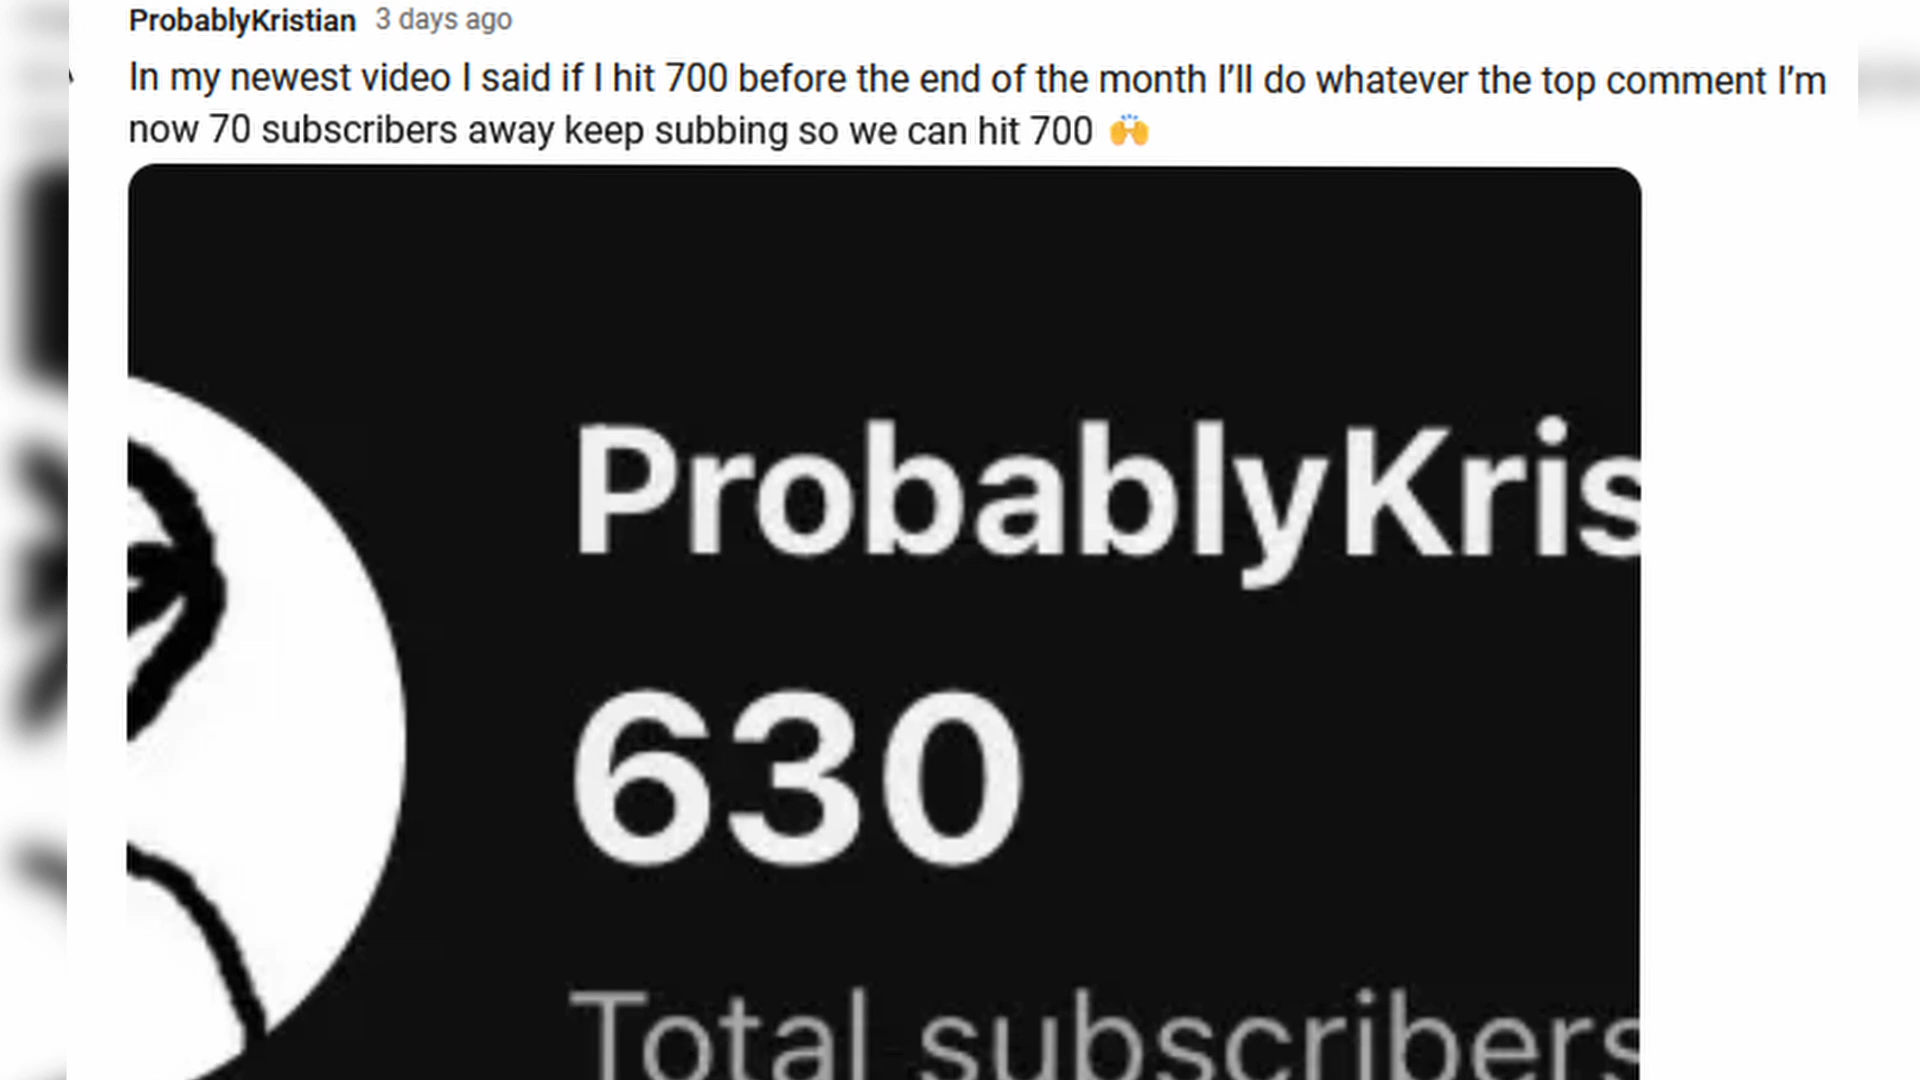 ProbablyKristian 3 days ago
In my newest video I said if I hit 700 before the end of the month I'll do whatever the top comment I'm
now 70 subscribers away keep subbing so we can hit 700 🙌
ProbablyKris
630
Total subscribers